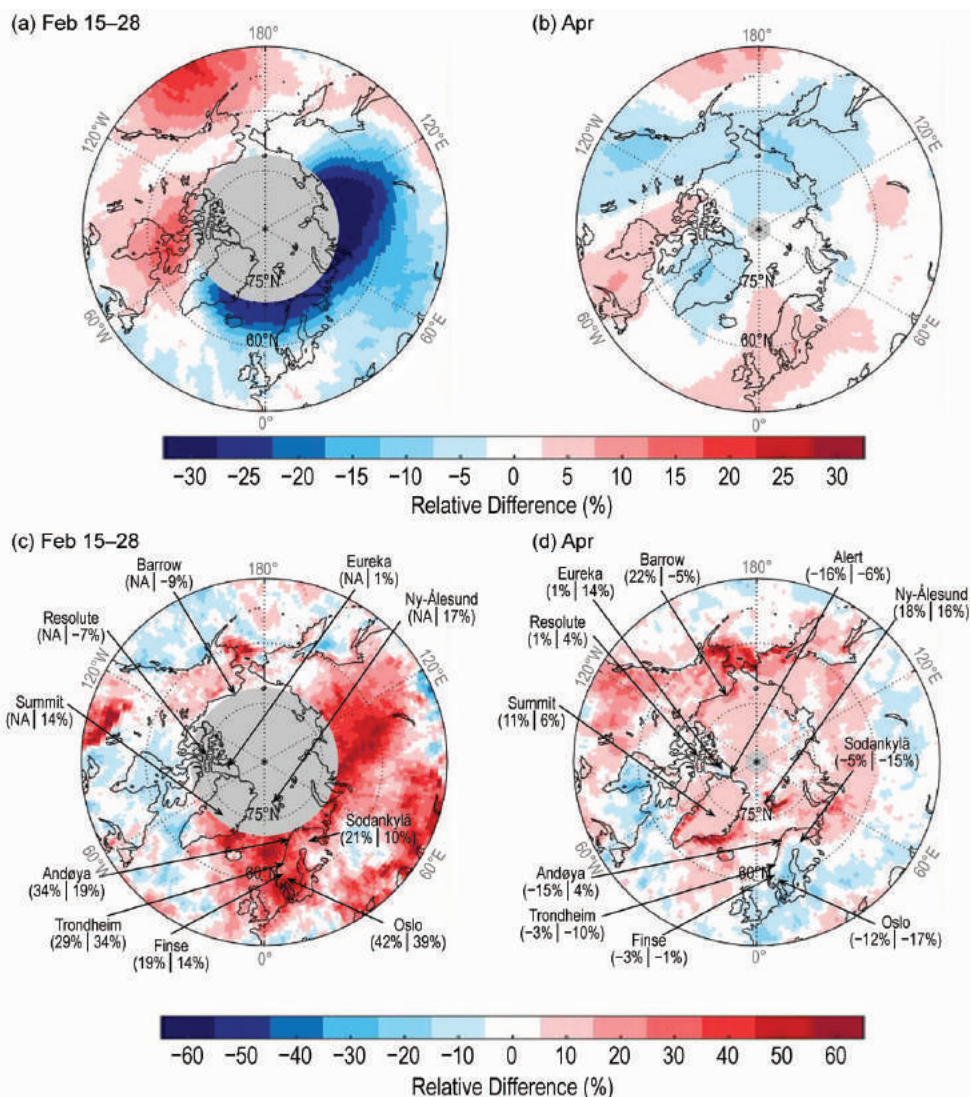 (a) Feb 15–28
(b) Apr
180°
180°
120°W
120°E
120°W
120°E
75°N
75°N
60°W
60°N
60°E
60°W
60°N
60°E
0°
0°
−30 −25 −20 −15 −10 −5 0 5 10 15 20 25 30
Relative Difference (%)
(c) Feb 15–28
(d) Apr
Barrow
(NA | −9%)
Eureka
(NA | 1%)
180°
Resolute
(NA | −7%)
Ny-Ålesund
(NA | 17%)
120°W
120°E
Summit
(NA | 14%)
75°N
Sodankylä
(21% | 10%)
60°W
60°N
60°E
Andøya
(34% | 19%)
Trondheim
(29% | 34%)
Finse
(19% | 14%)
0°
Oslo
(42% | 39%)
Eureka
(1% | 14%)
Barrow
(22% | −5%)
180°
Alert
(−16% | −6%)
Resolute
(1% | 4%)
Ny-Ålesund
(18% | 16%)
120°W
120°E
Summit
(11% | 6%)
Sodankylä
(−5% | −15%)
75°N
60°W
60°N
60°E
Andøya
(−15% | 4%)
Trondheim
(−3% | −10%)
Finse
(−3% | −1%)
0°
Oslo
(−12% | −17%)
−60 −50 −40 −30 −20 −10 0 10 20 30 40 50 60
Relative Difference (%)